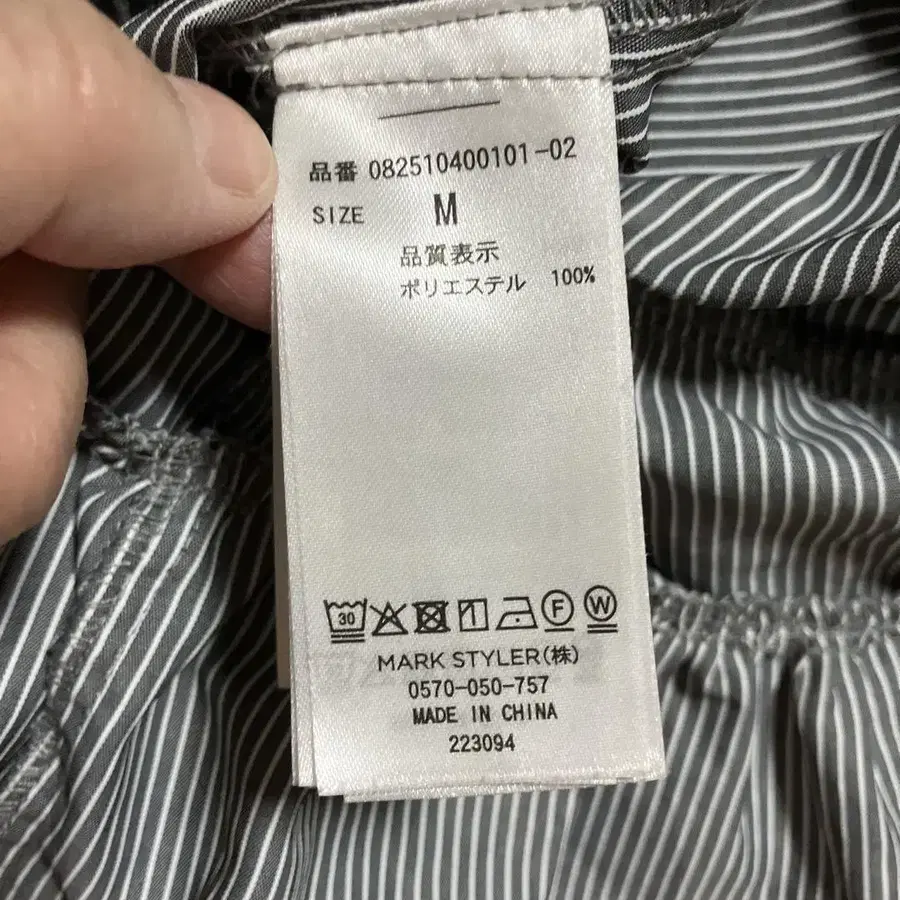 品番 082510400101-02
SIZE M
品質表示
ポリエステル 100%
30 F W
MARK STYLER(株)
0570-050-757
MADE IN CHINA
223094